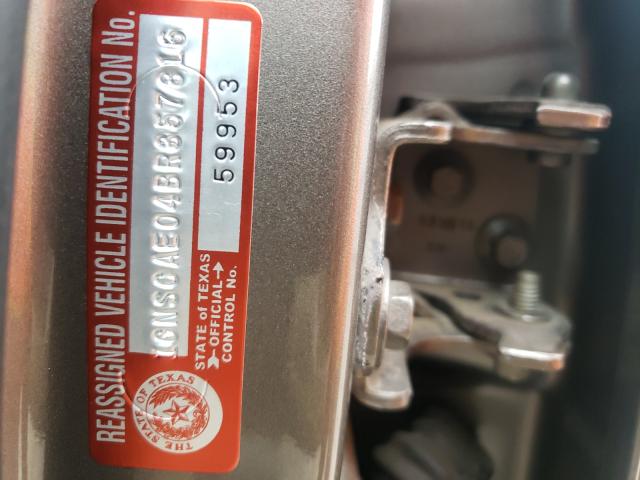 REASSIGNED VEHICLE IDENTIFICATION No.
1GNSCAE04BR357816
STATE of TEXAS
OFFICIAL
CONTROL No.
59953
THE STATE OF TEXAS